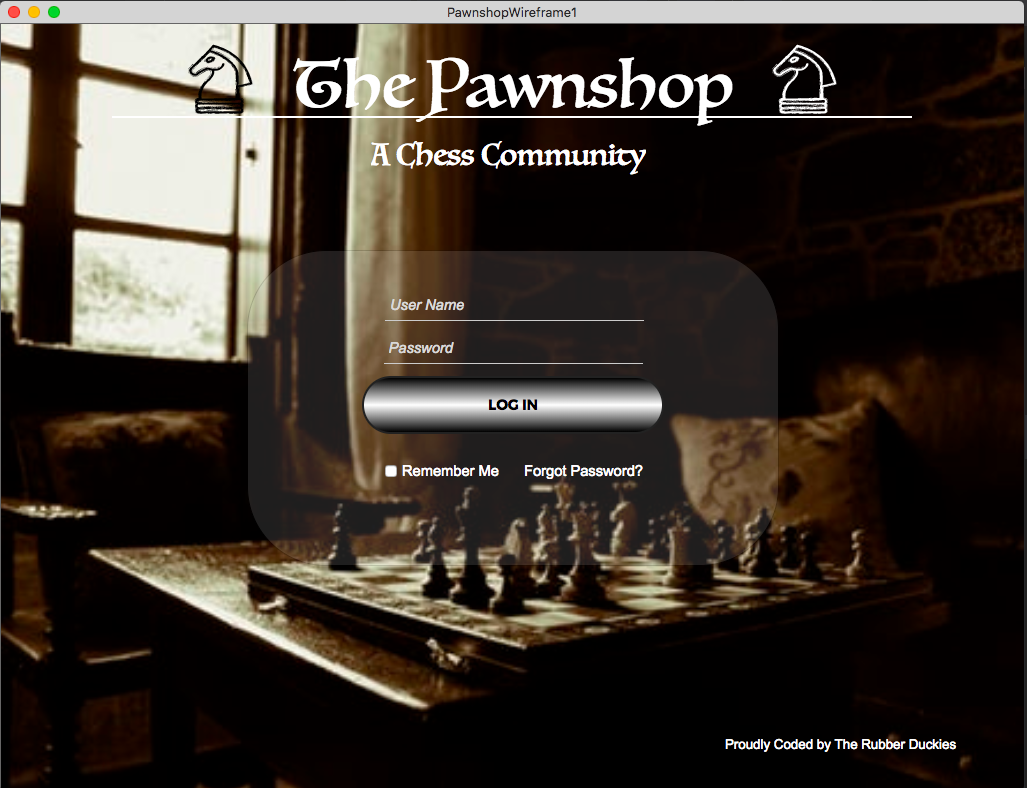 PawnshopWireframe1
The Pawnshop
A Chess Community
User Name
Password
LOG IN
Remember Me Forgot Password?
Proudly Coded by The Rubber Duckies